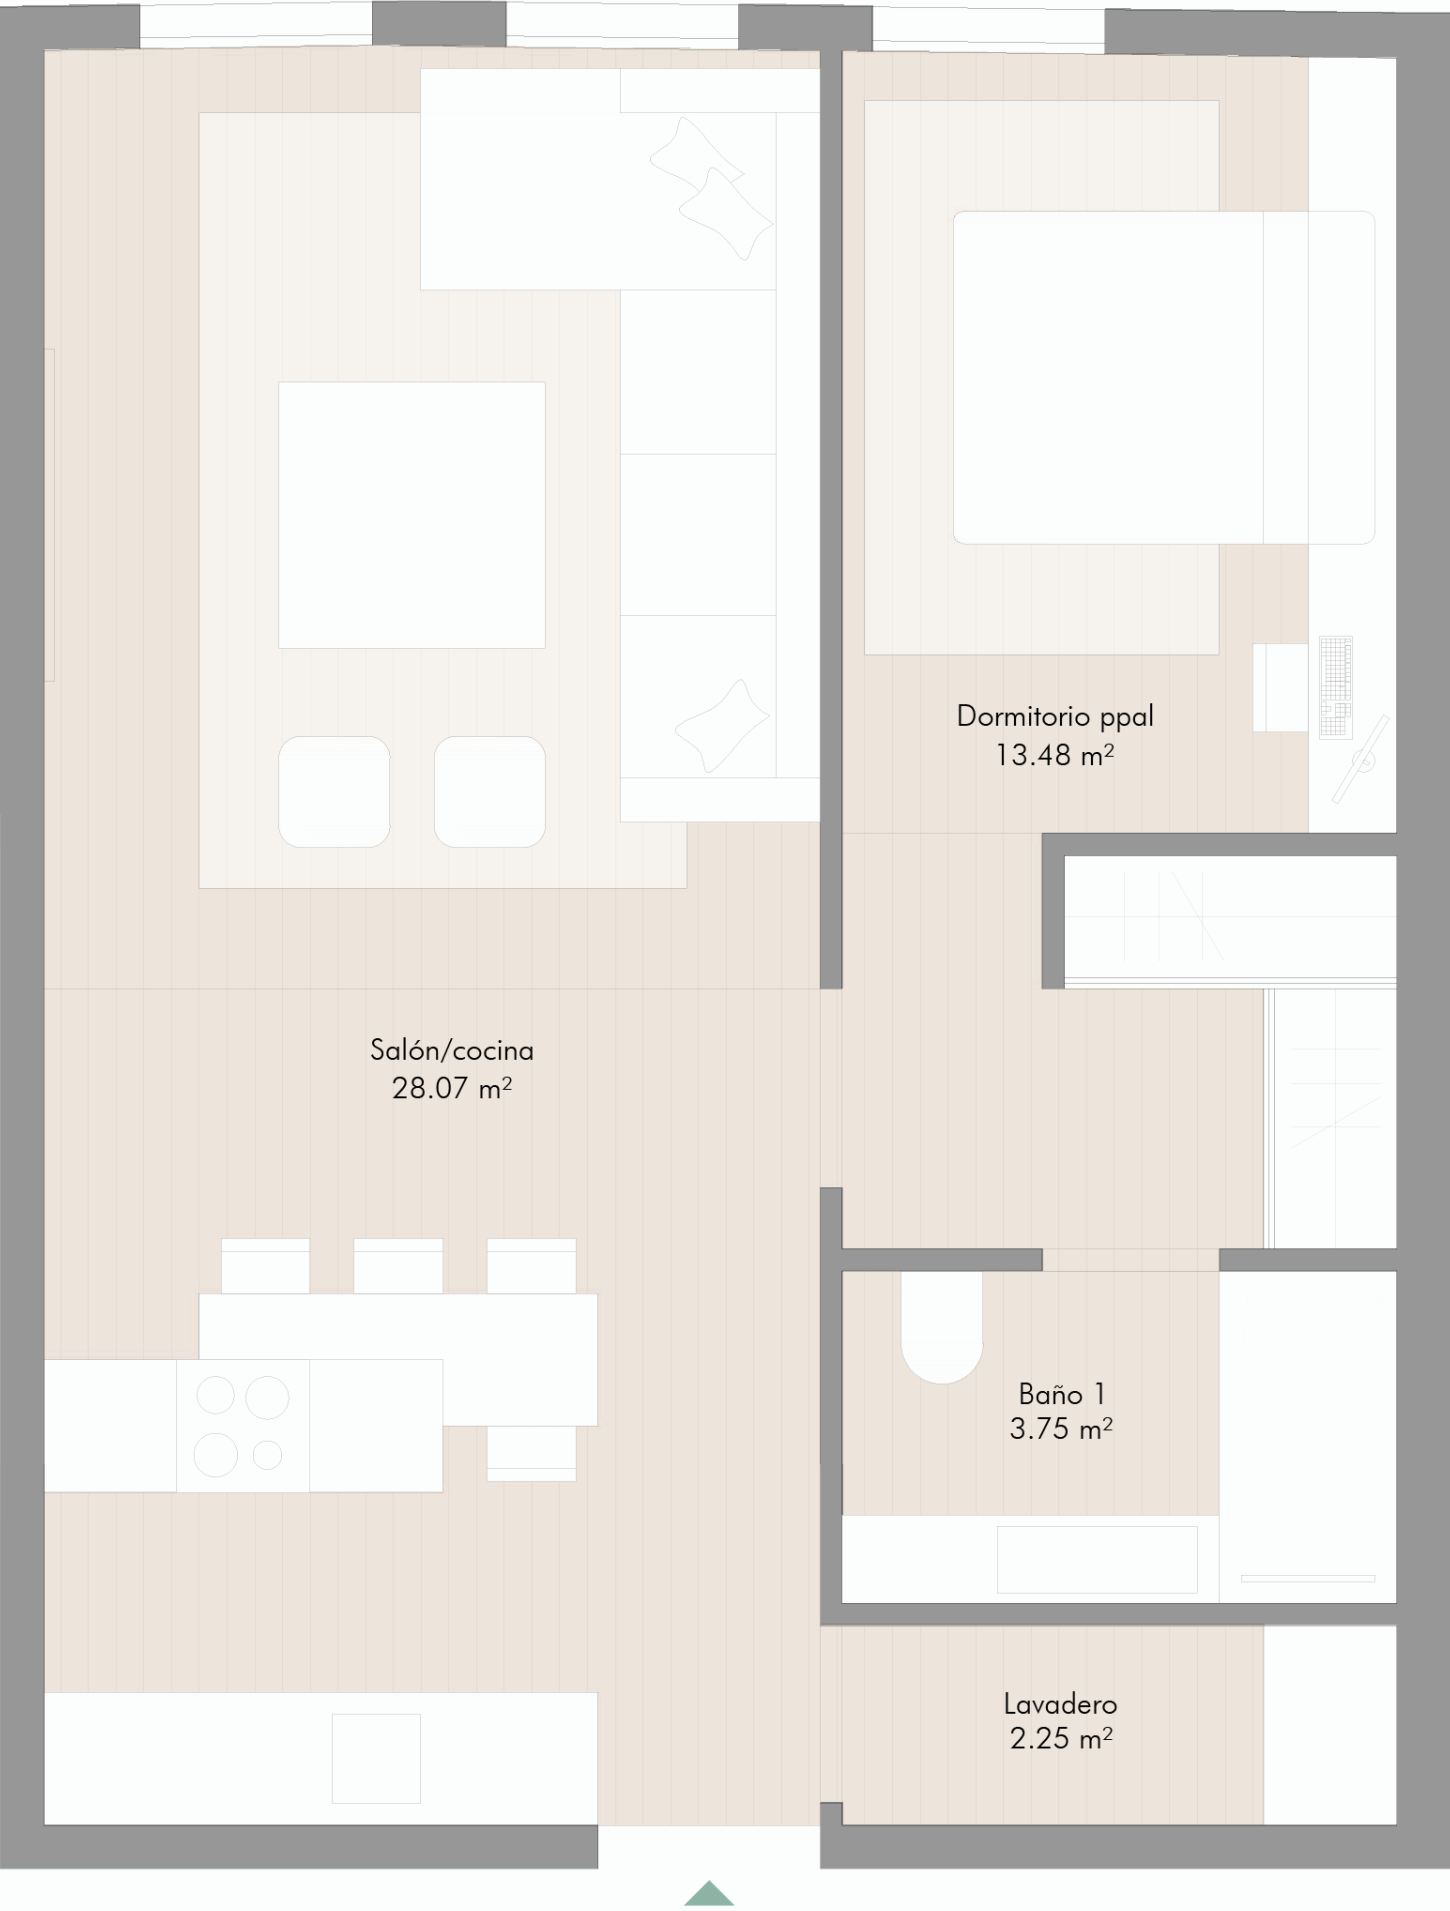 Dormitorio ppal
13.48 m²
Salón/cocina
28.07 m²
Baño 1
3.75 m²
Lavadero
2.25 m²